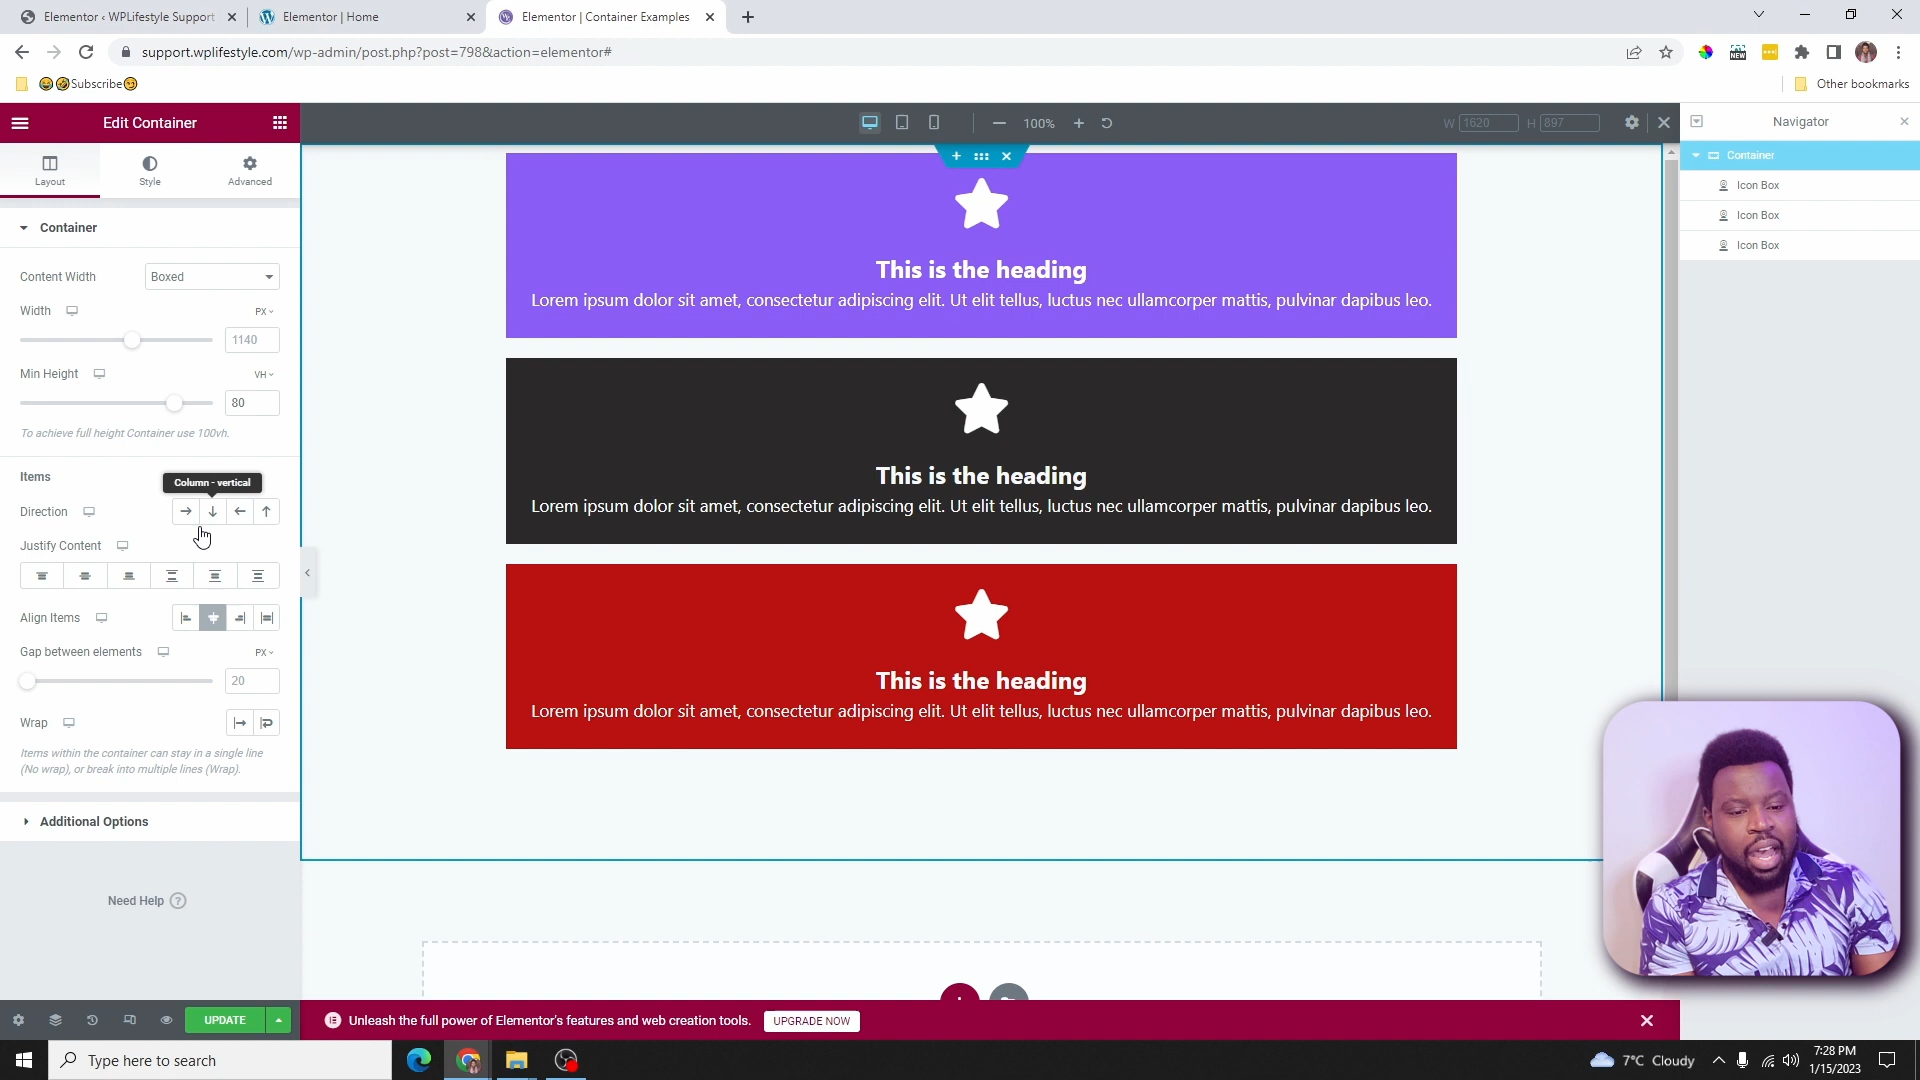 Elementor ‹ WPLifestyle Support
Elementor | Home
Elementor | Container Examples
support.wplifestyle.com/wp-admin/post.php?post=798&action=elementor#
NEW
😂🤣Subscribe😏
Other bookmarks
Edit Container
100%
W 1620 H 897
Navigator
Layout
Style
Advanced
Container
Icon Box
Icon Box
Icon Box
Container
Content Width Boxed
Width PX
1140
Min Height VH
80
To achieve full height Container use 100vh.
Items
Column - vertical
Direction
Justify Content
Align Items
Gap between elements PX
20
Wrap
Items within the container can stay in a single line
(No wrap), or break into multiple lines (Wrap).
Additional Options
Need Help ?
This is the heading
Lorem ipsum dolor sit amet, consectetur adipiscing elit. Ut elit tellus, luctus nec ullamcorper mattis, pulvinar dapibus leo.
This is the heading
Lorem ipsum dolor sit amet, consectetur adipiscing elit. Ut elit tellus, luctus nec ullamcorper mattis, pulvinar dapibus leo.
This is the heading
Lorem ipsum dolor sit amet, consectetur adipiscing elit. Ut elit tellus, luctus nec ullamcorper mattis, pulvinar dapibus leo.
UPDATE
Unleash the full power of Elementor's features and web creation tools.
UPGRADE NOW
Type here to search
7°C Cloudy
7:28 PM
1/15/2023